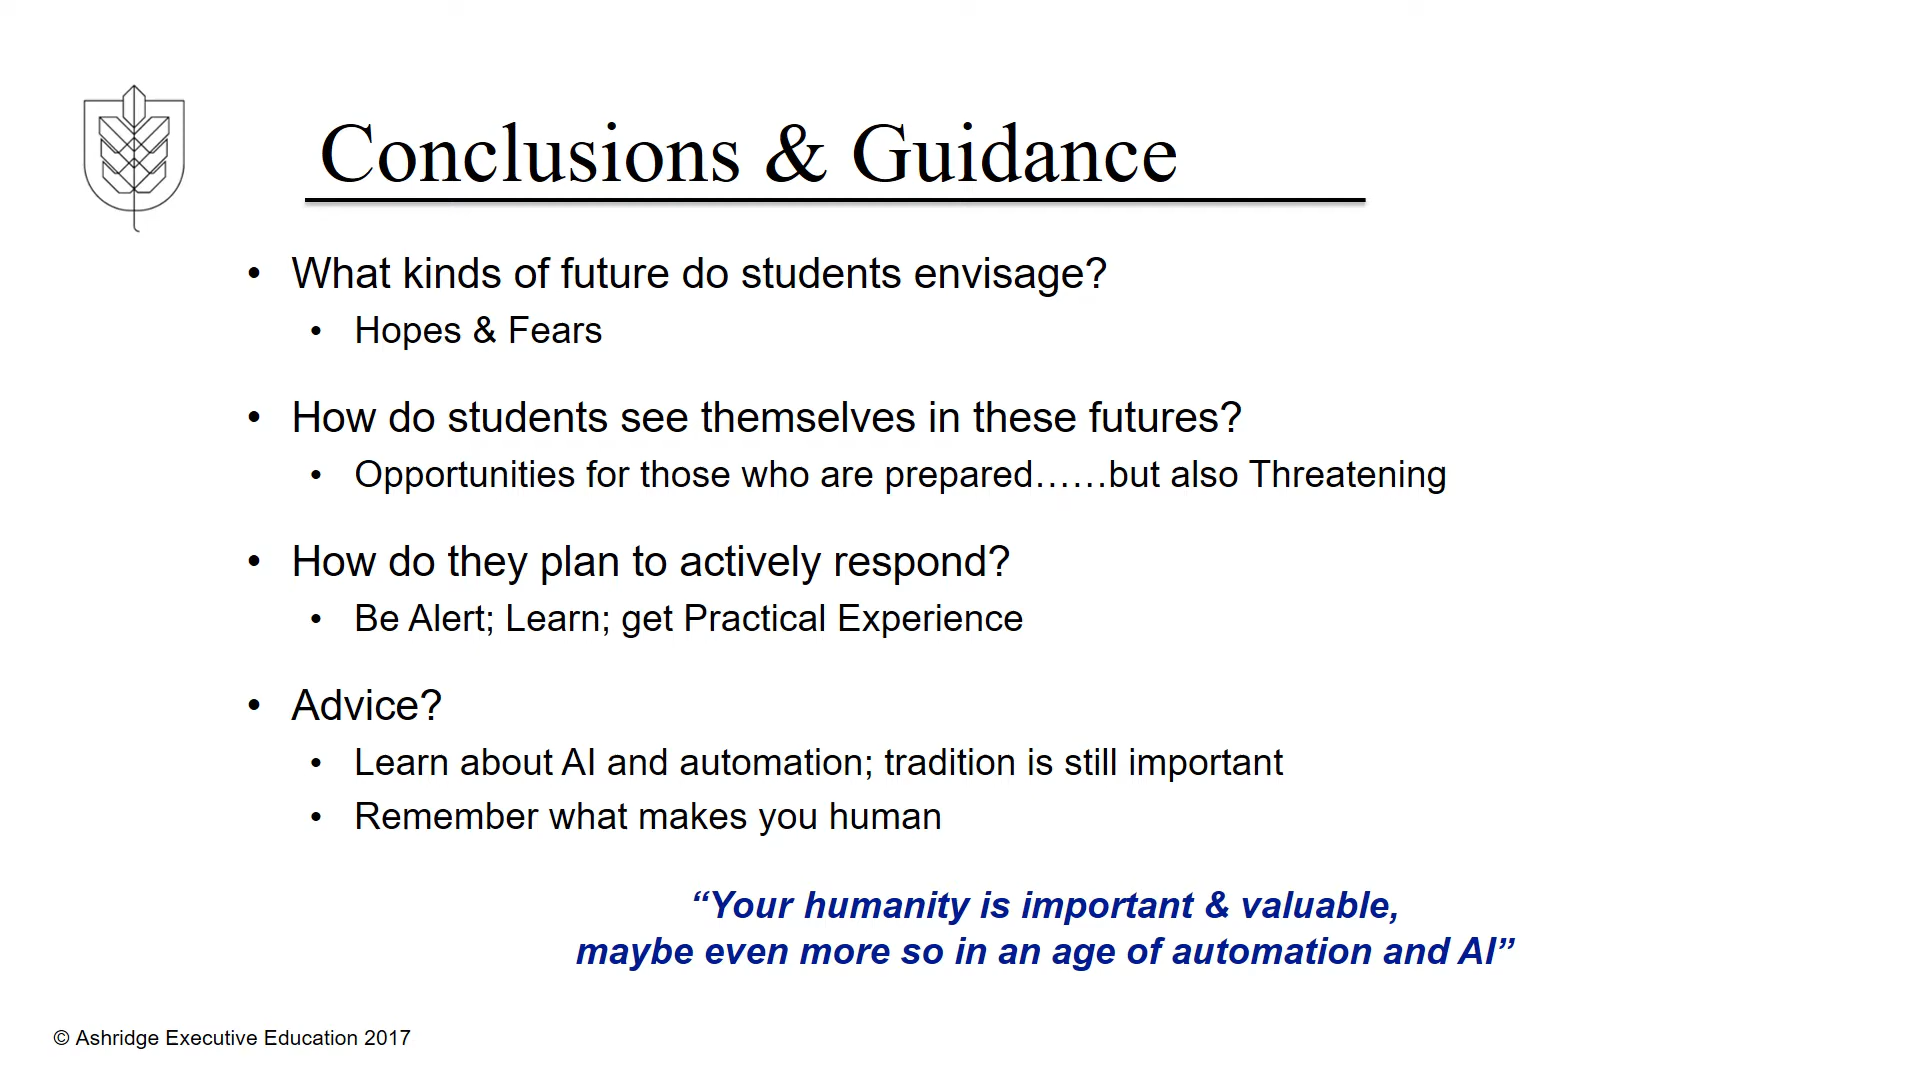 Conclusions & Guidance
• What kinds of future do students envisage?
• Hopes & Fears
• How do students see themselves in these futures?
• Opportunities for those who are prepared……but also Threatening
• How do they plan to actively respond?
• Be Alert; Learn; get Practical Experience
• Advice?
• Learn about AI and automation; tradition is still important
• Remember what makes you human
“Your humanity is important & valuable,
maybe even more so in an age of automation and AI”
© Ashridge Executive Education 2017